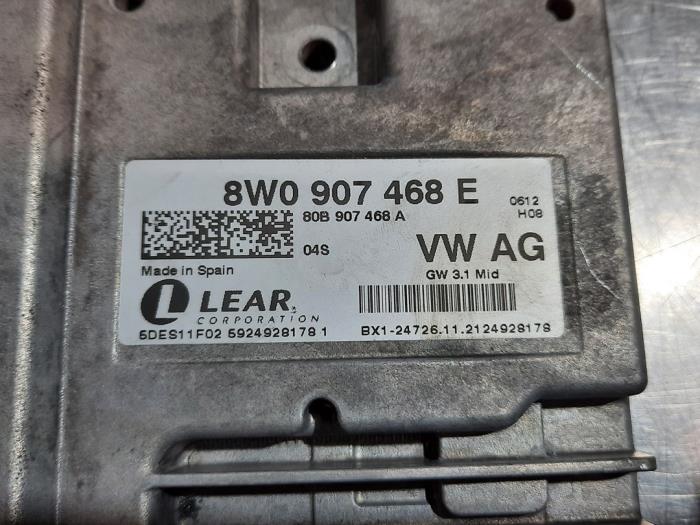 8W0 907 468 E
0612
H08
80B 907 468 A
04S
VW AG
GW 3.1 Mid
Made in Spain
LEAR
CORPORATION
5DES11F02 5924928178 1
BX1-24726.11.2124928178